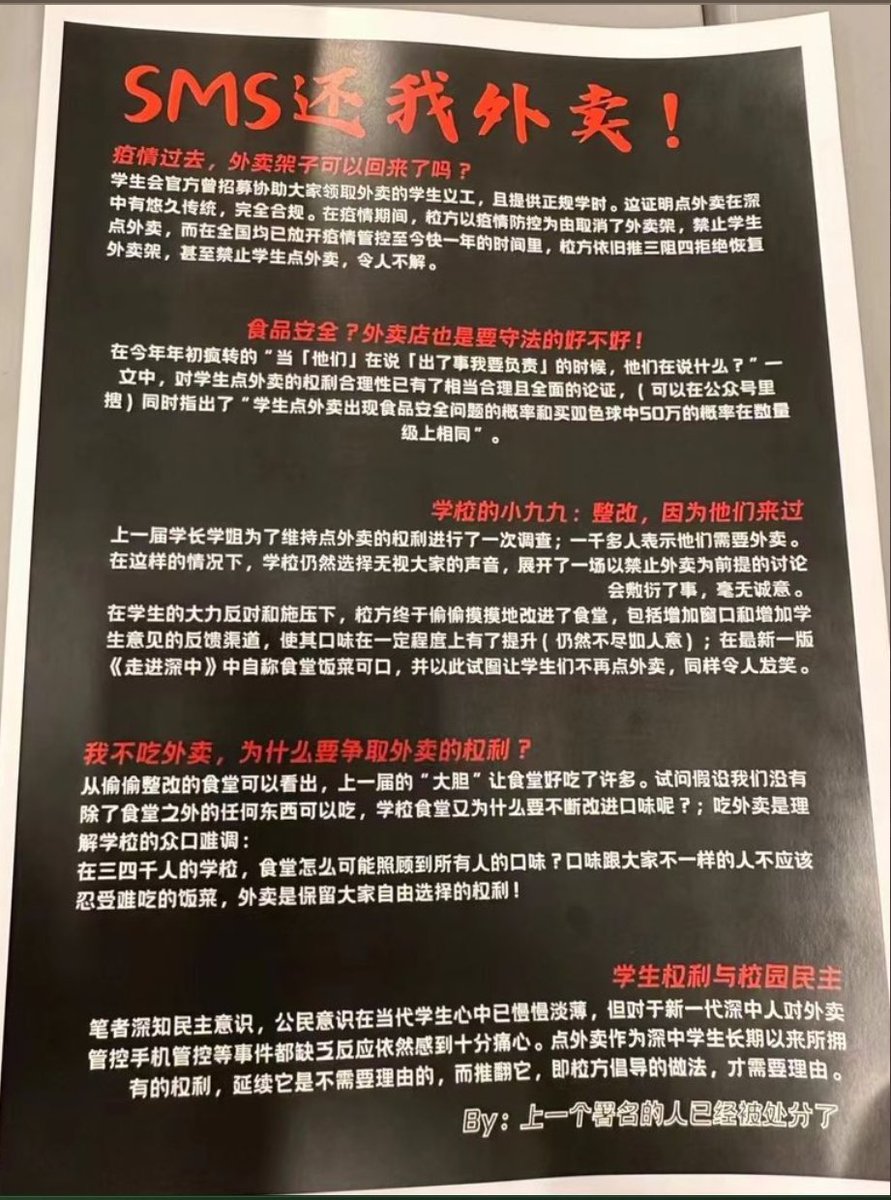 SMS还我外卖！
疫情过去，外卖架子可以回来了吗？
学生会官方曾招募协助大家领取外卖的学生义工，且提供正规学时。这证明点外卖在深
中有悠久传统，完全合规。在疫情期间，校方以疫情防控为由取消了外卖架，禁止学生
点外卖，而在全国均已放开疫情管控至今快一年的时间里，校方依旧推三阻四拒绝恢复
外卖架，甚至禁止学生点外卖，令人不解。
食品安全？外卖店也是要守法的好不好！
在今年年初疯转的“当「他们」在说「出了事我要负责」的时候，他们在说什么？”一
立中，对学生点外卖的权利合理性已有了相当合理且全面的论证，（可以在公众号里
搜）同时指出了“学生点外卖出现食品安全问题的概率和买双色球中50万的概率在数量
级上相同”。
学校的小九九：整改，因为他们来过
上一届学长学姐为了维持点外卖的权利进行了一次调查；一千多人表示他们需要外卖。
在这样的情况下，学校仍然选择无视大家的声音，展开了一场以禁止外卖为前提的讨论
会敷衍了事，毫无诚意。
在学生的大力反对和施压下，校方终于偷偷摸摸地改进了食堂，包括增加窗口和增加学
生意见的反馈渠道，使其口味在一定程度上有了提升（仍然不尽如人意）；在最新一版
《走进深中》中自称食堂饭菜可口，并以此试图让学生们不再点外卖，同样令人发笑。
我不吃外卖，为什么要争取外卖的权利？
从偷偷整改的食堂可以看出，上一届的“大胆”让食堂好吃了许多。试问假设我们没有
除了食堂之外的任何东西可以吃，学校食堂又为什么要不断改进口味呢？；吃外卖是理
解学校的众口难调：
在三四千人的学校，食堂怎么可能照顾到所有人的口味？口味跟大家不一样的人不应该
忍受难吃的饭菜，外卖是保留大家自由选择的权利！
学生权利与校园民主
笔者深知民主意识，公民意识在当代学生心中已慢慢淡薄，但对于新一代深中人对外卖
管控手机管控等事件都缺乏反应依然感到十分痛心。点外卖作为深中学生长期以来所拥
有的权利，延续它是不需要理由的，而推翻它，即校方倡导的做法，才需要理由。
By：上一个署名的人已经被处分了